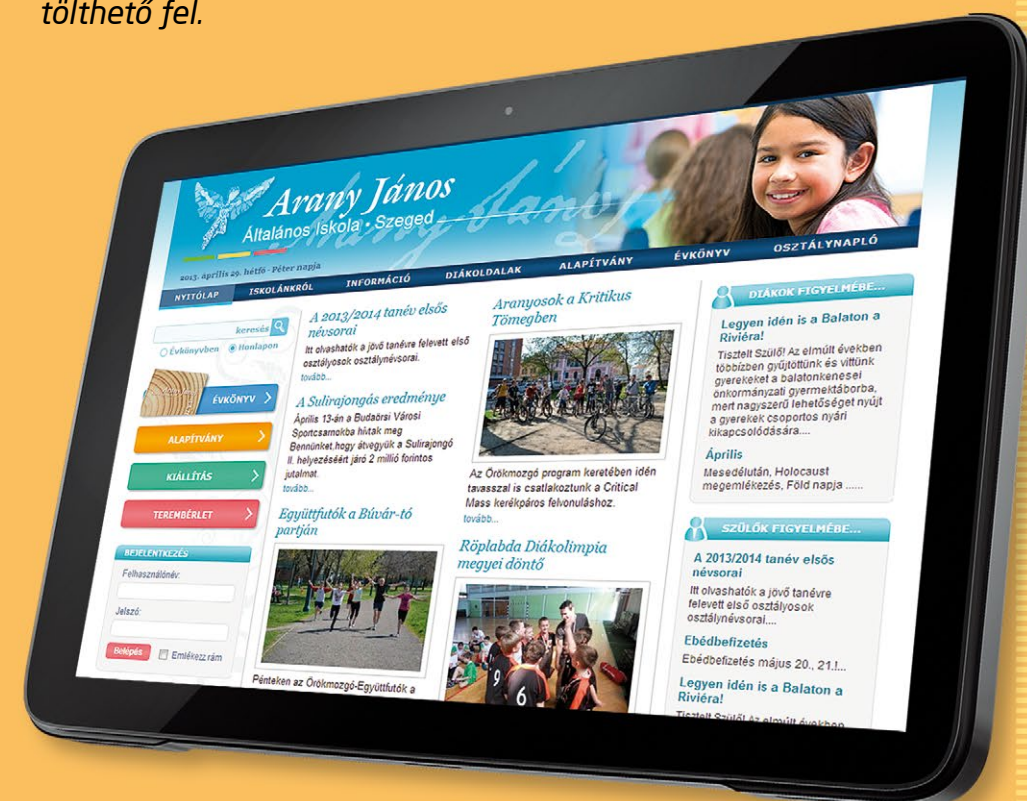 tölthető fel.
Arany János
Általános Iskola • Szeged
2013. április 29. hétfő - Péter napja
NYITÓLAP
ISKOLÁNKRÓL
INFORMÁCIÓ
DIÁKOLDALAK
ALAPÍTVÁNY
ÉVKÖNYV
OSZTÁLYNAPLÓ
keresés
Évkönyvben
Honlapon
ÉVKÖNYV
ALAPÍTVÁNY
KIÁLLÍTÁS
TEREMBÉRLET
BEJELENTKEZÉS
Felhasználónév:
Jelszó:
Belépés
Emlékezz rám
A 2013/2014 tanév elsős
névsorai
Itt olvashatók a jövő tanévre felevett első
osztályosok osztálynévsorai.
tovább...
A Sulirajongás eredménye
Április 13-án a Budaörsi Városi
Sportcsarnokba hívtak meg
Bennünket,hogy átvegyük a Sulirajongó
II. helyezéséért járó 2 millió forintos
jutalmat.
tovább...
Együttfutók a Búvár-tó
partján
Pénteken az Örökmozgó-Együttfutók a
Aranyosok a Kritikus
Tömegben
Az Örökmozgó program keretében idén
tavasszal is csatlakoztunk a Critical
Mass kerékpáros felvonuláshoz.
tovább...
Röplabda Diákolimpia
megyei döntő
9
6
DIÁKOK FIGYELMÉBE...
Legyen idén is a Balaton a
Riviéra!
Tisztelt Szülő! Az elmúlt években
többizben gyűjtöttünk és vittünk
gyerekeket a balatonkenesei
önkormányzati gyermektáborba,
mert nagyszerű lehetőséget nyújt
a gyerekek csoportos nyári
kikapcsolódására....
Április
Mesedélután, Holocaust
megemlékezés, Föld napja ......
SZÜLŐK FIGYELMÉBE...
A 2013/2014 tanév elsős
névsorai
Itt olvashatók a jövő tanévre
felevett első osztályosok
osztálynévsorai....
Ebédbefizetés
Ebédbefizetés május 20., 21.!...
Legyen idén is a Balaton a
Riviéra!
Tisztelt Szülő! Az elmúlt években